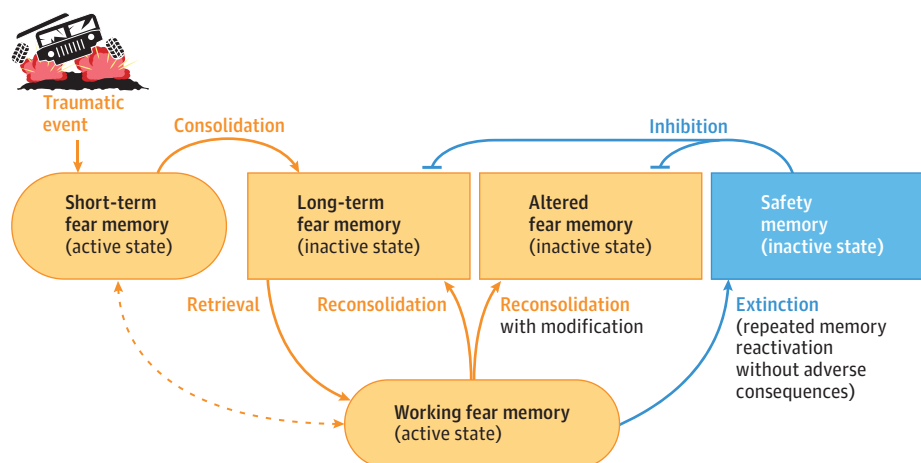 Traumatic
event
Consolidation
Inhibition
Short-term
fear memory
(active state)
Long-term
fear memory
(inactive state)
Altered
fear memory
(inactive state)
Safety
memory
(inactive state)
Retrieval
Reconsolidation
Reconsolidation
with modification
Extinction
(repeated memory
reactivation
without adverse
consequences)
Working fear memory
(active state)